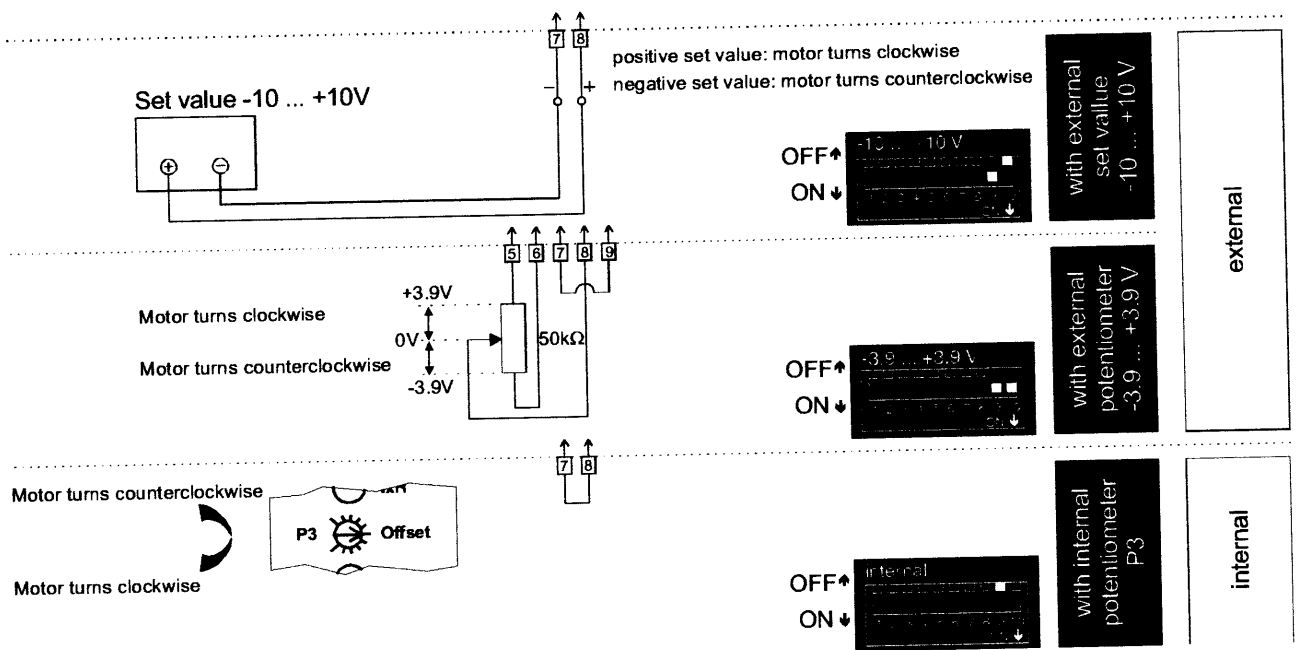 7 8
positive set value: motor turns clockwise
negative set value: motor turns counterclockwise
Set value -10 ... +10V
- +
+ −
OFF
ON
-10 ... +10 V
with external
set vallue
-10 ... +10 V
external
5 6 7 8 9
+3.9V
Motor turns clockwise
0V
50kΩ
Motor turns counterclockwise
-3.9V
OFF
ON
-3.9 ... +3.9 V
with external
potentiometer
-3.9 ... +3.9 V
7 8
Motor turns counterclockwise
P3 Offset
Motor turns clockwise
OFF
ON
internal
with internal
potentiometer
P3
internal